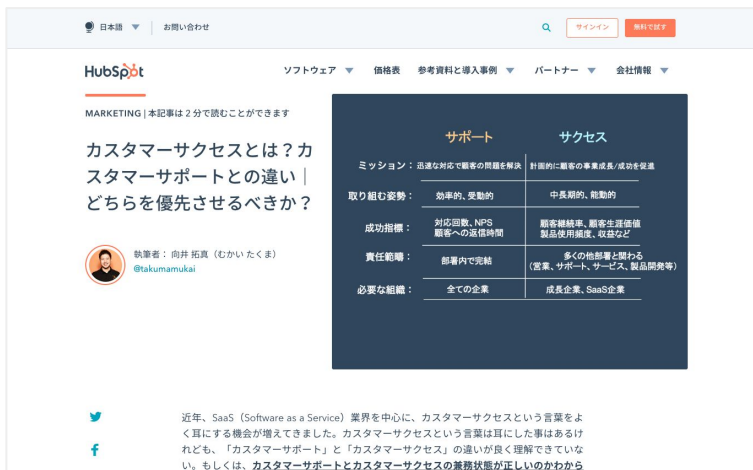 日本語 ▼ お問い合わせ
サインイン 無料で試す
HubSpot ソフトウェア ▼ 価格表 参考資料と導入事例 ▼ パートナー ▼ 会社情報 ▼
MARKETING | 本記事は2分で読むことができます
カスタマーサクセスとは？カ
スタマーサポートとの違い｜
どちらを優先させるべきか？
執筆者： 向井 拓真（むかい たくま）
@takumamukai
サポート サクセス
ミッション： 迅速な対応で顧客の問題を解決 計画的に顧客の事業成長/成功を促進
取り組む姿勢： 効率的、受動的 中長期的、能動的
成功指標： 対応回数、NPS 顧客への返信時間 顧客継続率、顧客生涯価値 製品使用頻度、収益など
責任範疇： 部署内で完結 多くの他部署と関わる （営業、サポート、サービス、製品開発等）
必要な組織： 全ての企業 成長企業、SaaS企業
近年、SaaS（Software as a Service）業界を中心に、カスタマーサクセスという言葉をよ
く耳にする機会が増えてきました。カスタマーサクセスという言葉は耳にした事はあるけ
れども、「カスタマーサポート」と「カスタマーサクセス」の違いが良く理解できていな
い。もしくは、カスタマーサポートとカスタマーサクセスの兼務状態が正しいのかわから